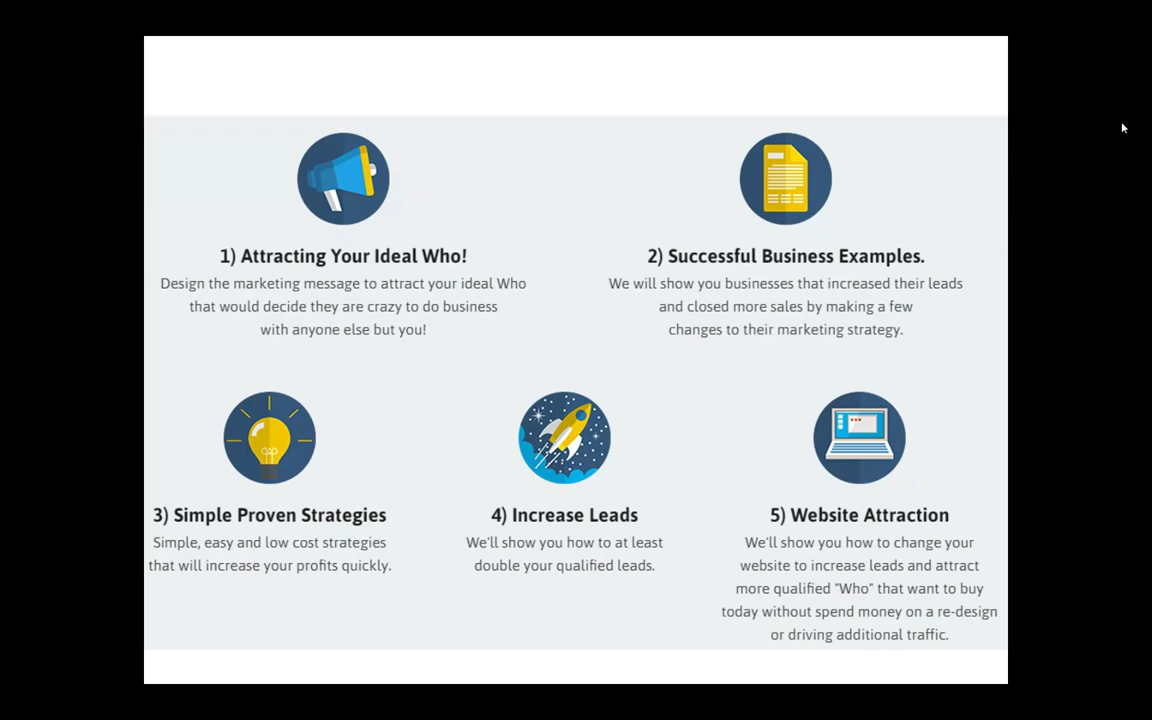 1) Attracting Your Ideal Who!
Design the marketing message to attract your ideal Who
that would decide they are crazy to do business
with anyone else but you!
2) Successful Business Examples.
We will show you businesses that increased their leads
and closed more sales by making a few
changes to their marketing strategy.
3) Simple Proven Strategies
Simple, easy and low cost strategies
that will increase your profits quickly.
4) Increase Leads
We'll show you how to at least
double your qualified leads.
5) Website Attraction
We'll show you how to change your
website to increase leads and attract
more qualified "Who" that want to buy
today without spend money on a re-design
or driving additional traffic.